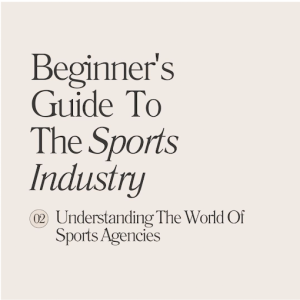 Beginner's
Guide To
The Sports
Industry
02 Understanding The World Of
Sports Agencies